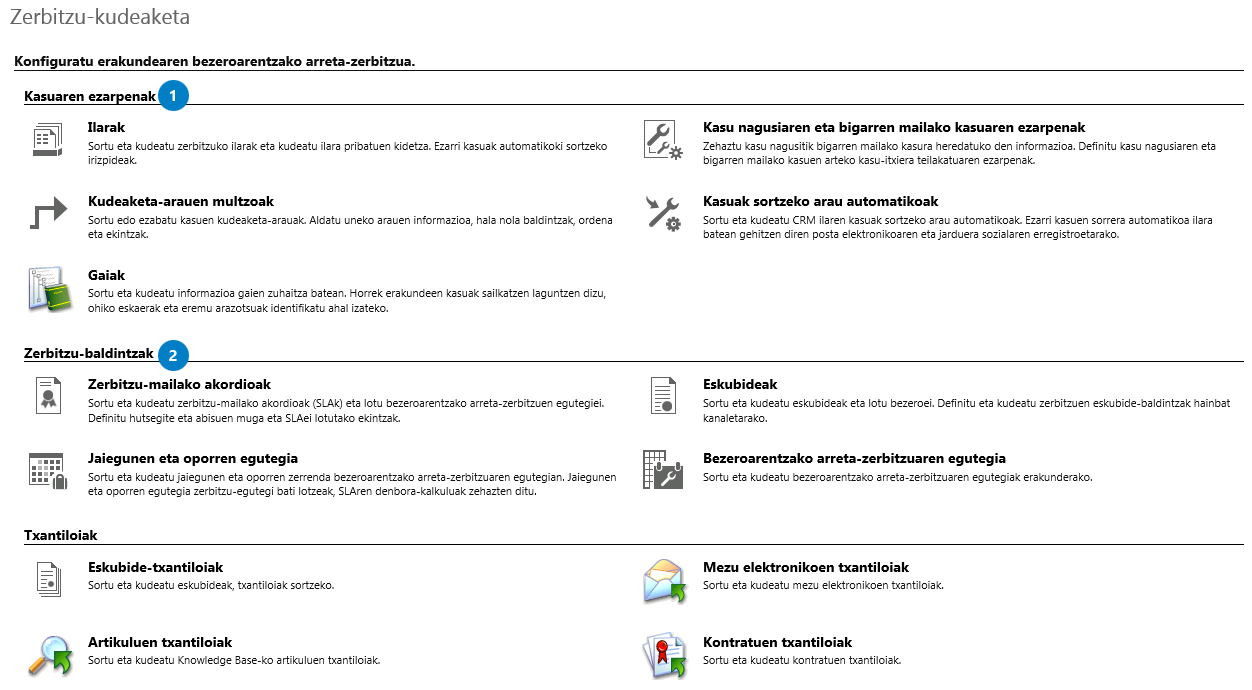 Zerbitzu-kudeaketa
Konfiguratu erakundearen bezeroarentzako arreta-zerbitzua.
Kasuaren ezarpenak 1
Ilarak
Sortu eta kudeatu zerbitzuko ilarak eta kudeatu ilara pribatuen kidetza. Ezarri kasuak automatikoki sortzeko
irizpideak.
Kasu nagusiaren eta bigarren mailako kasuaren ezarpenak
Zehaztu kasu nagusitik bigarren mailako kasura heredatuko den informazioa. Definitu kasu nagusiaren eta
bigarren mailako kasuen arteko kasu-itxiera teilakatuaren ezarpenak.
Kudeaketa-arauen multzoak
Sortu edo ezabatu kasuen kudeaketa-arauak. Aldatu uneko arauen informazioa, hala nola baldintzak, ordena
eta ekintzak.
Kasuak sortzeko arau automatikoak
Sortu eta kudeatu CRM ilaren kasuak sortzeko arau automatikoak. Ezarri kasuen sorrera automatikoa ilara
batean gehitzen diren posta elektronikoaren eta jarduera sozialaren erregistroetarako.
Gaiak
Sortu eta kudeatu informazioa gaien zuhaitza batean. Horrek erakundeen kasuak sailkatzen laguntzen dizu,
ohiko eskaerak eta eremu arazotsuak identifikatu ahal izateko.
Zerbitzu-baldintzak 2
Zerbitzu-mailako akordioak
Sortu eta kudeatu zerbitzu-mailako akordioak (SLAk) eta lotu bezeroarentzako arreta-zerbitzuen egutegiei.
Definitu hutsegite eta abisuen muga eta SLAei lotutako ekintzak.
Eskubideak
Sortu eta kudeatu eskubideak eta lotu bezeroei. Definitu eta kudeatu zerbitzuen eskubide-baldintzak hainbat
kanaletarako.
Jaiegunen eta oporren egutegia
Sortu eta kudeatu jaiegunen eta oporren zerrenda bezeroarentzako arreta-zerbitzuaren egutegian. Jaiegunen
eta oporren egutegia zerbitzu-egutegi bati lotzeak, SLAren denbora-kalkuluak zehazten ditu.
Bezeroarentzako arreta-zerbitzuaren egutegia
Sortu eta kudeatu bezeroarentzako arreta-zerbitzuaren egutegiak erakunderako.
Txantiloiak
Eskubide-txantiloiak
Sortu eta kudeatu eskubideak, txantiloiak sortzeko.
Mezu elektronikoen txantiloiak
Sortu eta kudeatu mezu elektronikoen txantiloiak.
Artikuluen txantiloiak
Sortu eta kudeatu Knowledge Base-ko artikuluen txantiloiak.
Kontratuen txantiloiak
Sortu eta kudeatu kontratuen txantiloiak.